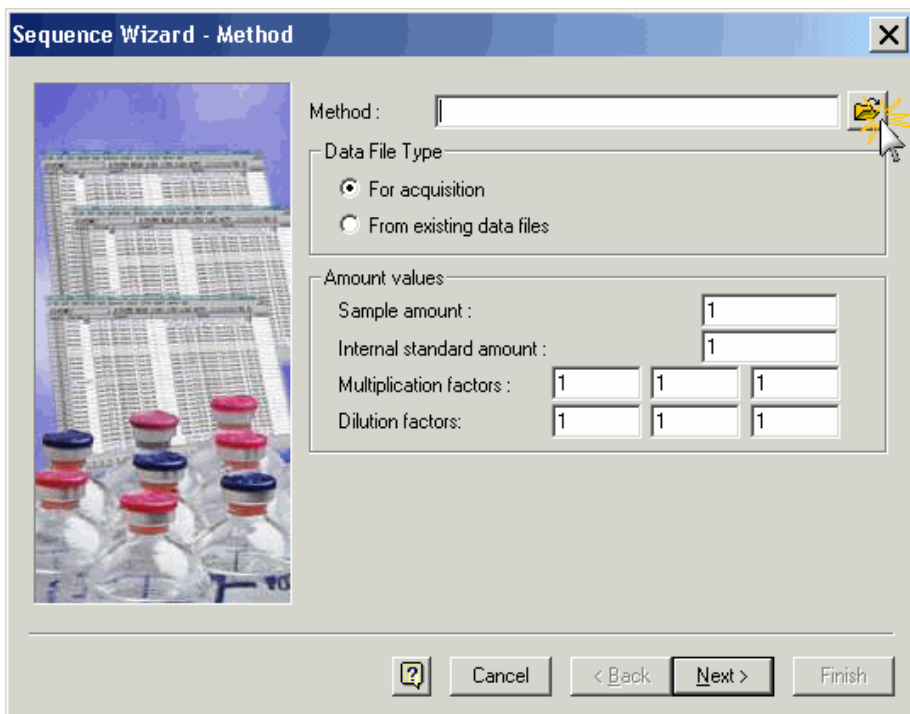 Sequence Wizard - Method
Method :
Data File Type
For acquisition
From existing data files
Amount values
Sample amount : 1
Internal standard amount : 1
Multiplication factors : 1 1 1
Dilution factors: 1 1 1
Cancel < Back Next > Finish